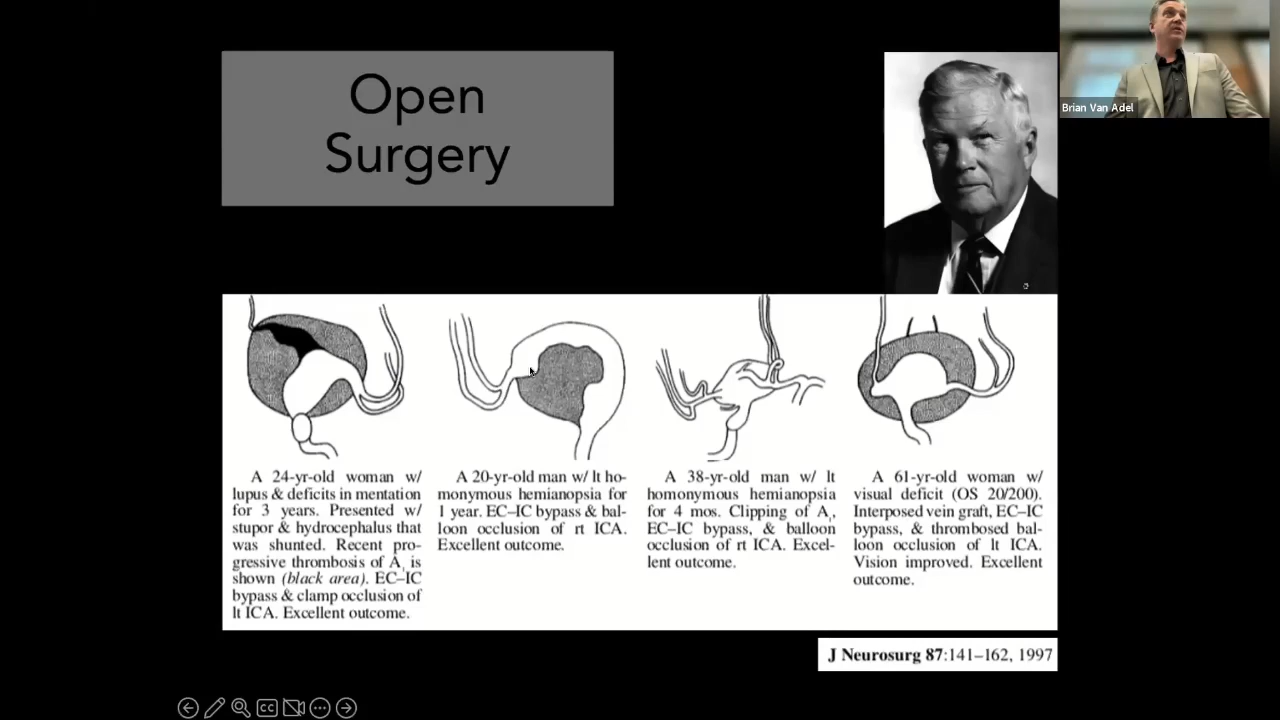 Open
Surgery
Brian Van Adel
A 24-yr-old woman w/
lupus & deficits in mentation
for 3 years. Presented w/
stupor & hydrocephalus that
was shunted. Recent pro-
gressive thrombosis of A₁ is
shown (black area). EC–IC
bypass & clamp occlusion of
lt ICA. Excellent outcome.
A 20-yr-old man w/ lt ho-
monymous hemianopsia for
1 year. EC–IC bypass & bal-
loon occlusion of rt ICA.
Excellent outcome.
A 38-yr-old man w/ lt
homonymous hemianopsia
for 4 mos. Clipping of A₁,
EC–IC bypass, & balloon
occlusion of rt ICA. Excel-
lent outcome.
A 61-yr-old woman w/
visual deficit (OS 20/200).
Interposed vein graft, EC–IC
bypass, & thrombosed bal-
loon occlusion of lt ICA.
Vision improved. Excellent
outcome.
J Neurosurg 87:141–162, 1997
CC